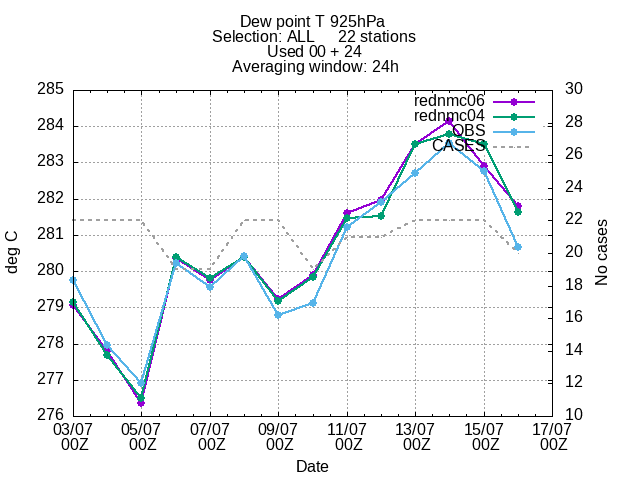 Dew point T 925hPa
Selection: ALL 22 stations
Used 00 + 24
Averaging window: 24h
285
284
283
282
281
280
279
278
277
276
deg C
30
28
26
24
22
20
18
16
14
12
10
No cases
rednmc06
rednmc04
OBS
CASES
03/07 05/07 07/07 09/07 11/07 13/07 15/07 17/07
00Z 00Z 00Z 00Z 00Z 00Z 00Z 00Z
Date